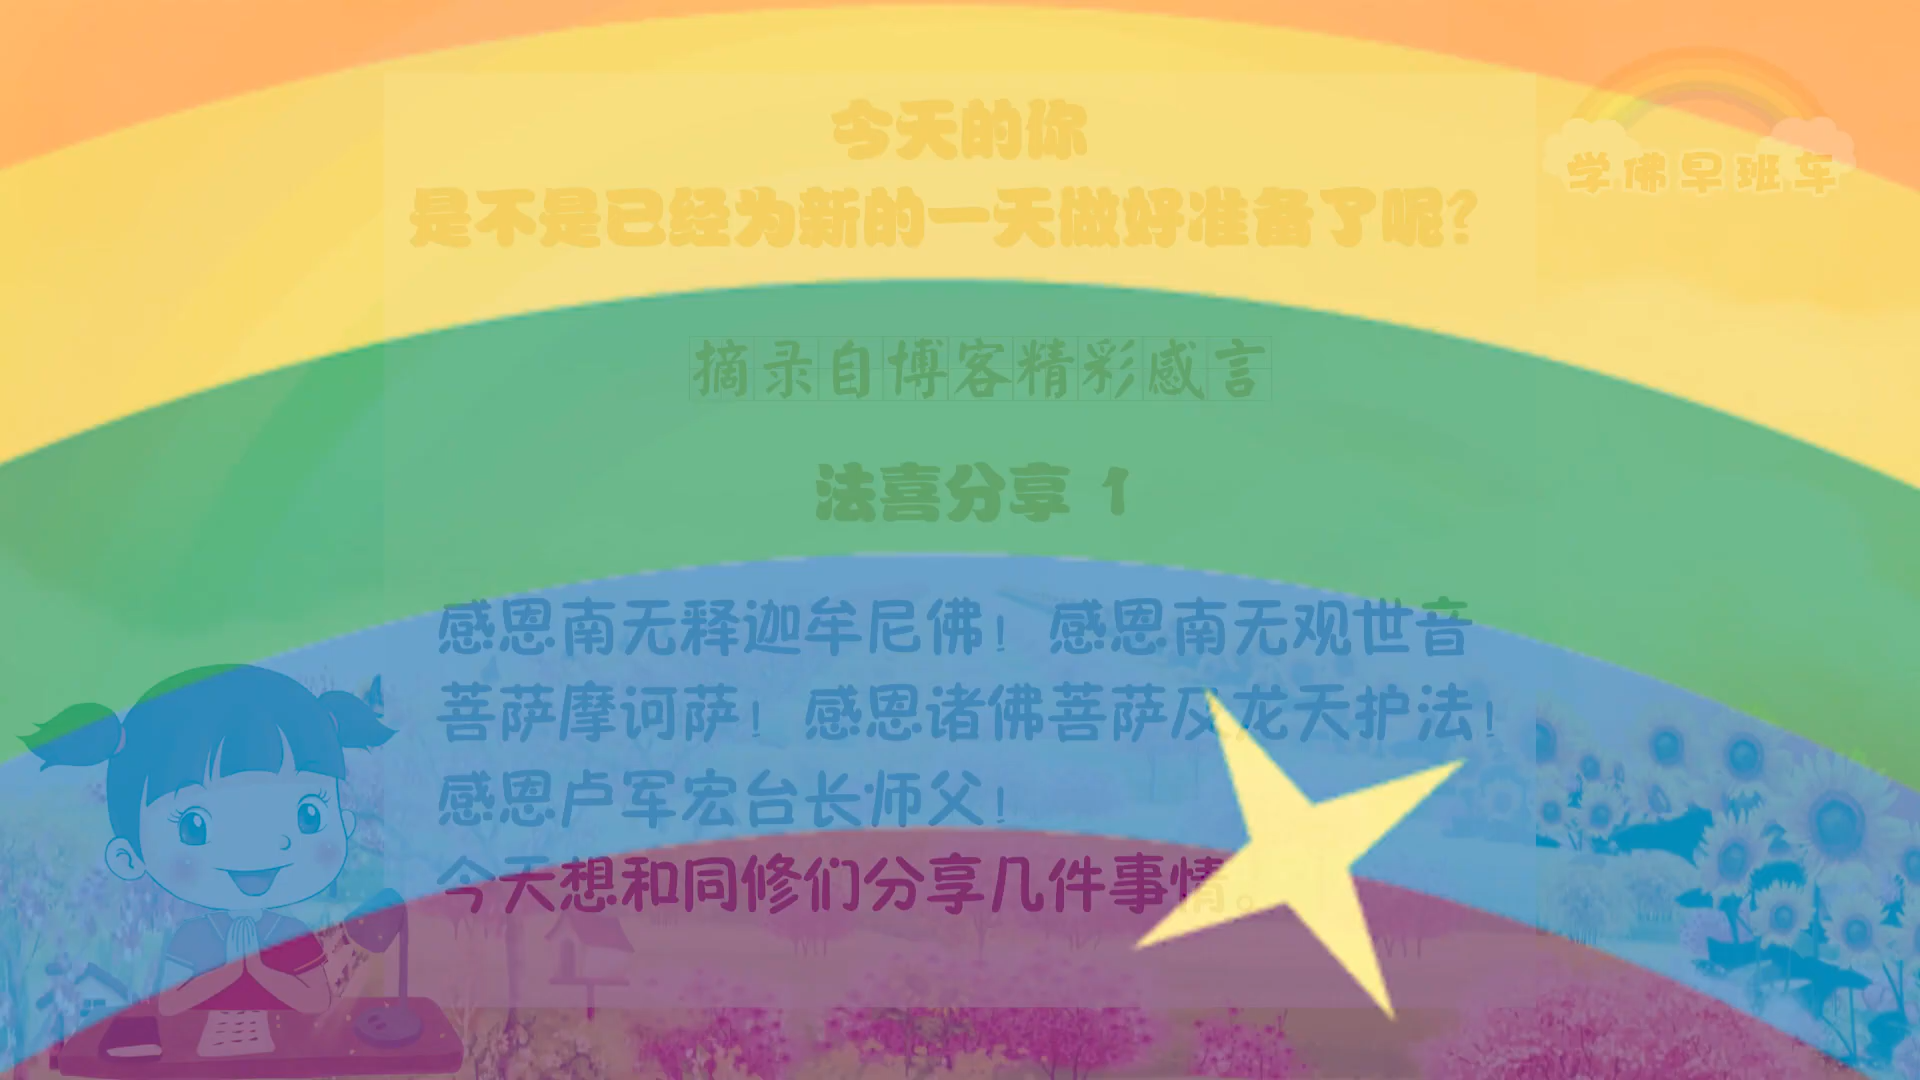 今天的你
学佛早班车
是不是已经为新的一天做好准备了呢?
摘录自博客精彩感言
法喜分享 1
感恩南无释迦牟尼佛！感恩南无观世音
菩萨摩诃萨！感恩诸佛菩萨及龙天护法！
感恩卢军宏台长师父！
今天想和同修们分享几件事情。